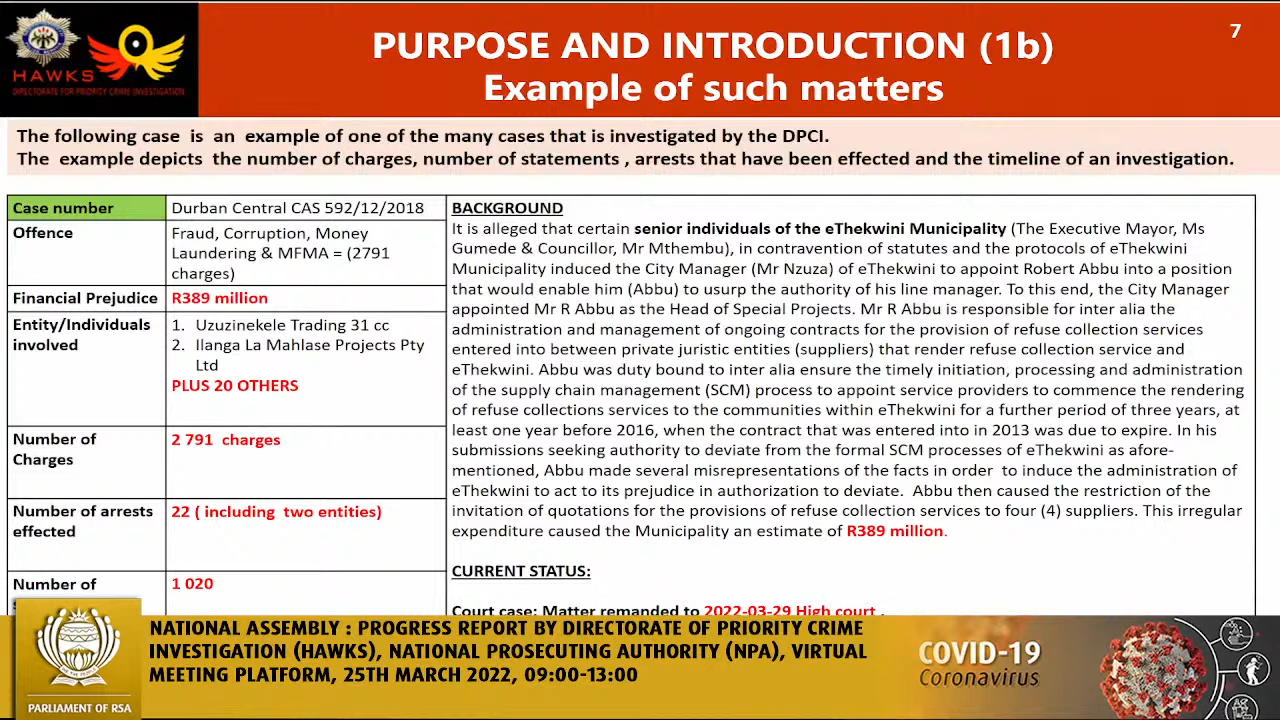 HAWKS
DIRECTORATE FOR PRIORITY CRIME INVESTIGATION
PURPOSE AND INTRODUCTION (1b)
Example of such matters
7
The following case is an example of one of the many cases that is investigated by the DPCI.
The example depicts the number of charges, number of statements , arrests that have been effected and the timeline of an investigation.
Case number
Durban Central CAS 592/12/2018
Offence
Fraud, Corruption, Money
Laundering & MFMA = (2791
charges)
Financial Prejudice
R389 million
Entity/Individuals
involved
1. Uzuzinekele Trading 31 cc
2. Ilanga La Mahlase Projects Pty
Ltd
PLUS 20 OTHERS
Number of
Charges
2 791 charges
Number of arrests
effected
22 ( including two entities)
Number of
1 020
BACKGROUND
It is alleged that certain senior individuals of the eThekwini Municipality (The Executive Mayor, Ms
Gumede & Councillor, Mr Mthembu), in contravention of statutes and the protocols of eThekwini
Municipality induced the City Manager (Mr Nzuza) of eThekwini to appoint Robert Abbu into a position
that would enable him (Abbu) to usurp the authority of his line manager. To this end, the City Manager
appointed Mr R Abbu as the Head of Special Projects. Mr R Abbu is responsible for inter alia the
administration and management of ongoing contracts for the provision of refuse collection services
entered into between private juristic entities (suppliers) that render refuse collection service and
eThekwini. Abbu was duty bound to inter alia ensure the timely initiation, processing and administration
of the supply chain management (SCM) process to appoint service providers to commence the rendering
of refuse collections services to the communities within eThekwini for a further period of three years, at
least one year before 2016, when the contract that was entered into in 2013 was due to expire. In his
submissions seeking authority to deviate from the formal SCM processes of eThekwini as afore-
mentioned, Abbu made several misrepresentations of the facts in order to induce the administration of
eThekwini to act to its prejudice in authorization to deviate. Abbu then caused the restriction of the
invitation of quotations for the provisions of refuse collection services to four (4) suppliers. This irregular
expenditure caused the Municipality an estimate of R389 million.
CURRENT STATUS:
Court case: Matter remanded to 2022-03-29 High court .
PARLIAMENT OF RSA
NATIONAL ASSEMBLY : PROGRESS REPORT BY DIRECTORATE OF PRIORITY CRIME
INVESTIGATION (HAWKS), NATIONAL PROSECUTING AUTHORITY (NPA), VIRTUAL
MEETING PLATFORM, 25TH MARCH 2022, 09:00-13:00
COVID-19
Coronavirus